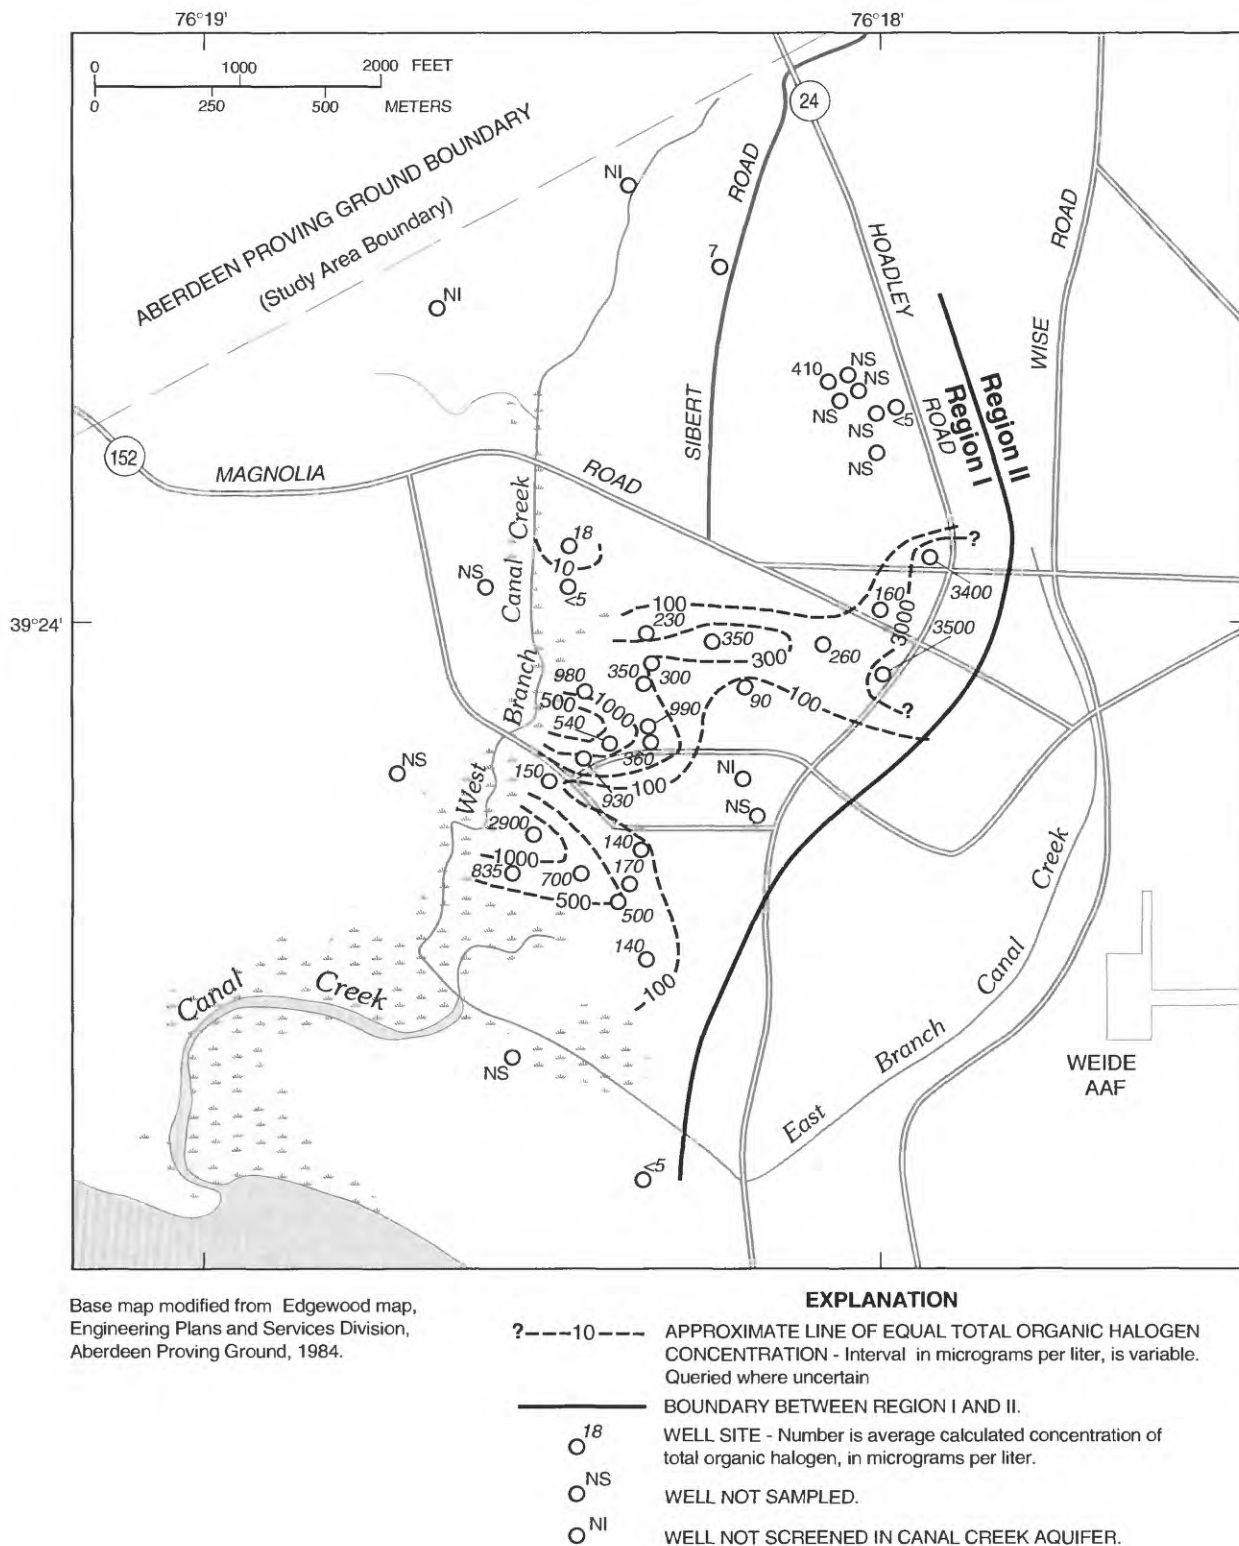 76°19'
76°18'
0 1000 2000 FEET
0 250 500 METERS
24
ABERDEEN PROVING GROUND BOUNDARY
(Study Area Boundary)
NI
NI
ROAD
7
HOADLEY
ROAD
ROAD
WISE
SIBERT
410
NS
NS
NS
NS
<5
NS
Region II
Region I
152
MAGNOLIA
ROAD
Canal Creek
18
10
NS
<5
39°24'
?
3400
160
3000
3500
100
230
350
300
260
350
300
90
100
?
980
500
1000
990
540
360
Branch
West
NS
150
930
100
NI
NS
2900
1000
140
170
835
700
500
500
140
100
Canal Creek
NS
<5
Creek
Canal
Branch
East
WEIDE
AAF
Base map modified from Edgewood map,
Engineering Plans and Services Division,
Aberdeen Proving Ground, 1984.
EXPLANATION
?----10---- APPROXIMATE LINE OF EQUAL TOTAL ORGANIC HALOGEN
CONCENTRATION - Interval in micrograms per liter, is variable.
Queried where uncertain
BOUNDARY BETWEEN REGION I AND II.
18 WELL SITE - Number is average calculated concentration of
total organic halogen, in micrograms per liter.
NS WELL NOT SAMPLED.
NI WELL NOT SCREENED IN CANAL CREEK AQUIFER.